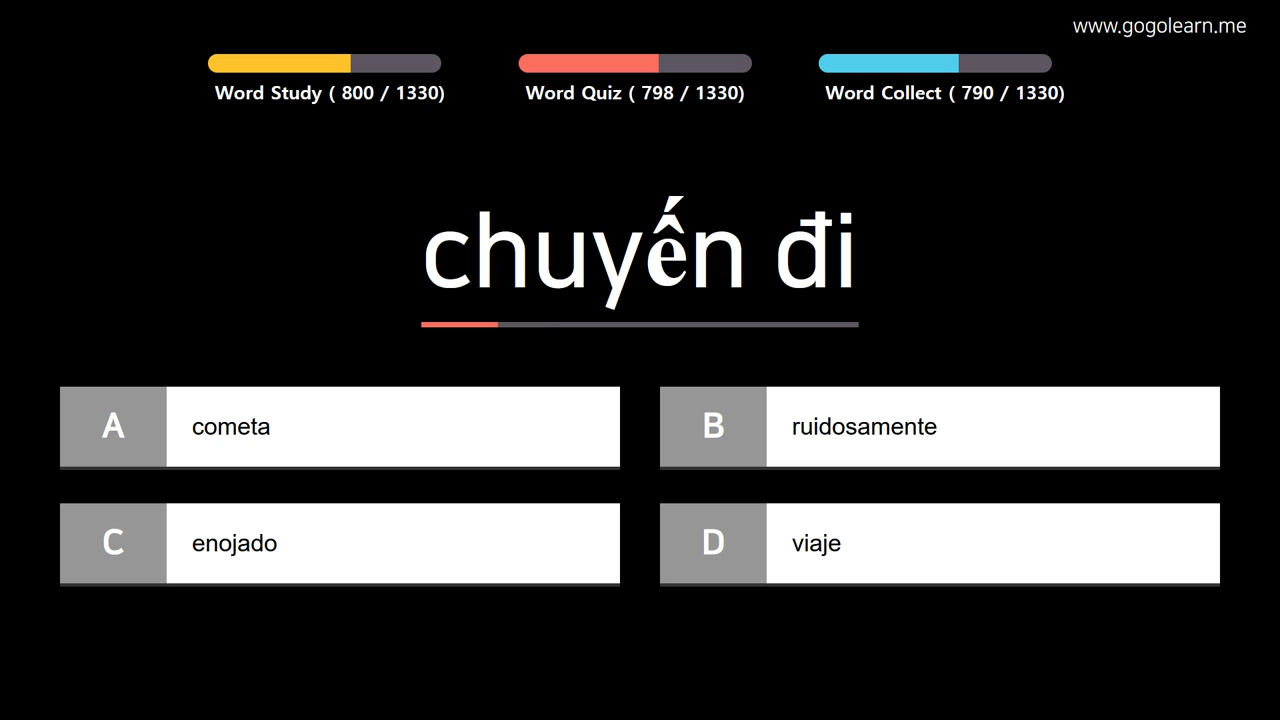 www.gogolearn.me
Word Study ( 800 / 1330)
Word Quiz ( 798 / 1330)
Word Collect ( 790 / 1330)
chuyến đi
A cometa
B ruidosamente
C enojado
D viaje